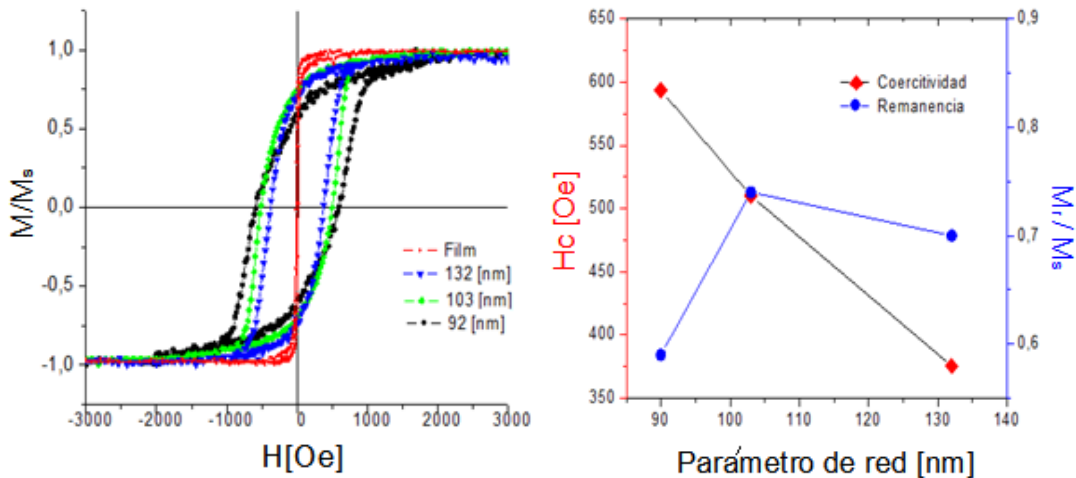 M/Ms
1,0
0,5
0,0
-0,5
-1,0
Film
132 [nm]
103 [nm]
92 [nm]
-3000 -2000 -1000 0 1000 2000 3000
H[Oe]
Hc [Oe]
650
600
550
500
450
400
350
Coercitividad
Remanencia
0,9
0,8
0,7
0,6
Mr / Ms
90 100 110 120 130 140
Parámetro de red [nm]